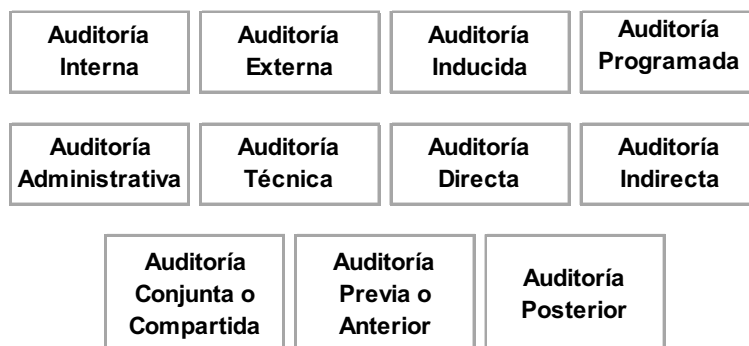 Auditoría
Interna
Auditoría
Externa
Auditoría
Inducida
Auditoría
Programada
Auditoría
Administrativa
Auditoría
Técnica
Auditoría
Directa
Auditoría
Indirecta
Auditoría
Conjunta o
Compartida
Auditoría
Previa o
Anterior
Auditoría
Posterior